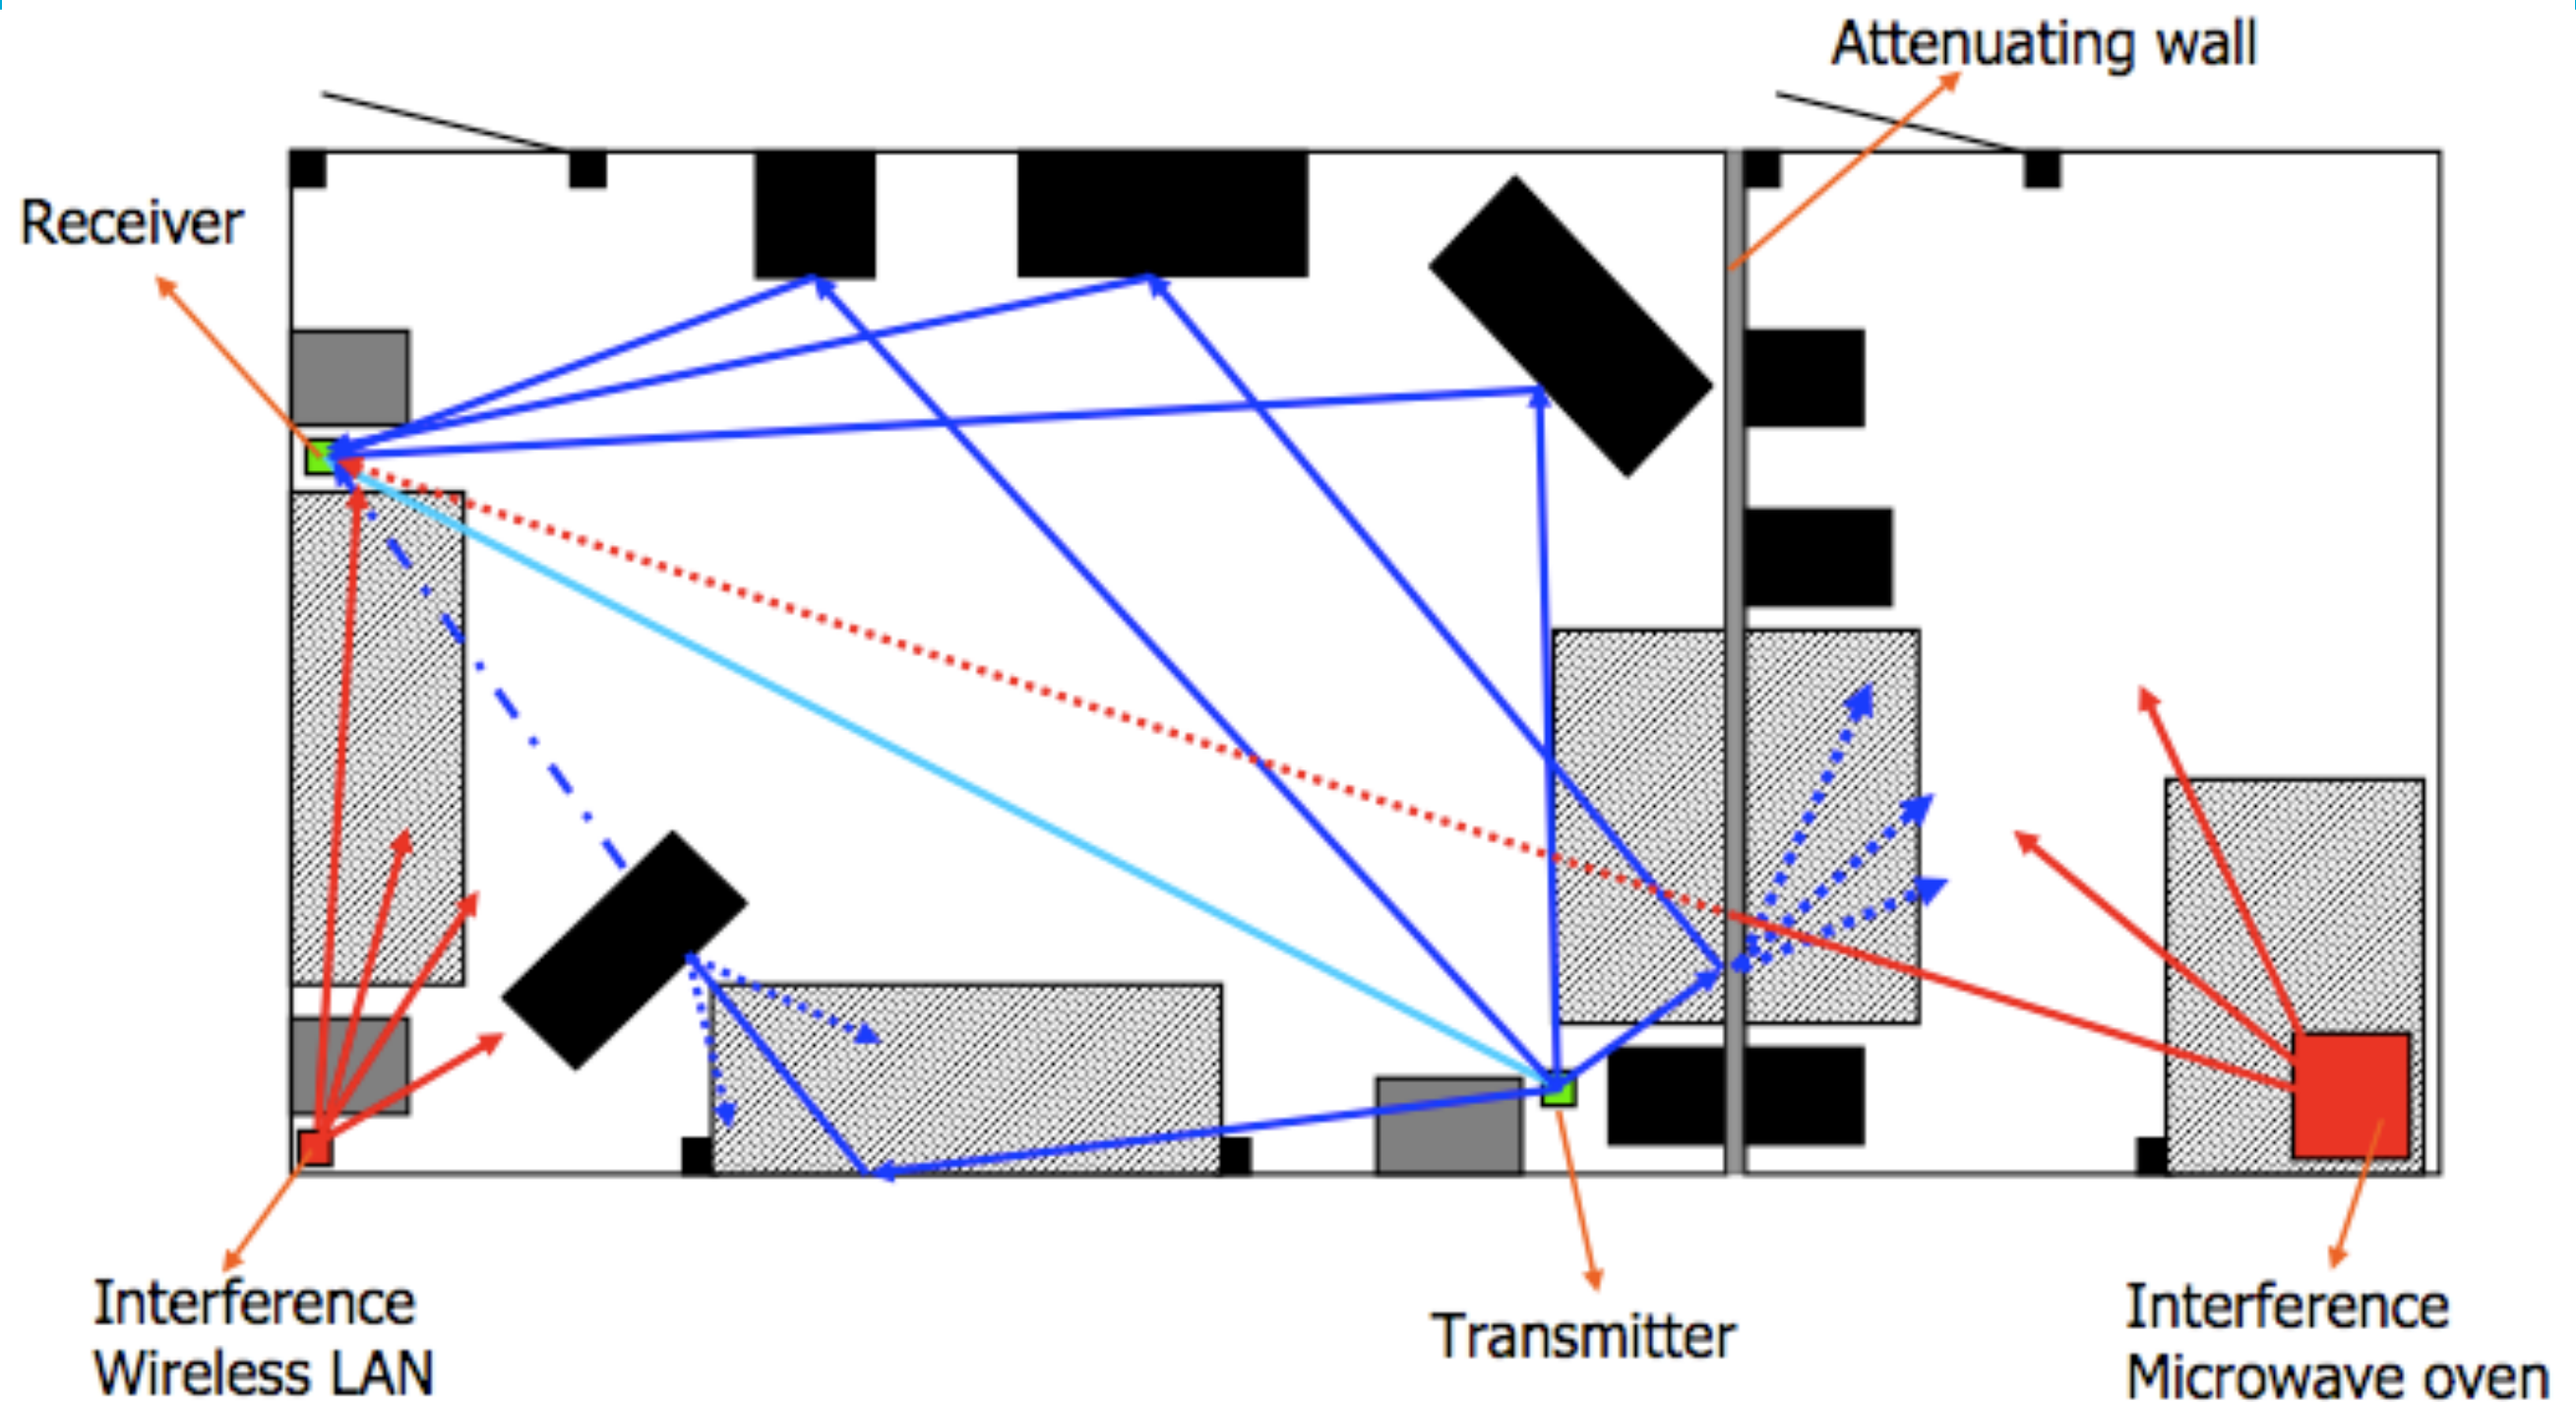 Attenuating wall
Receiver
Interference
Wireless LAN
Transmitter
Interference
Microwave oven